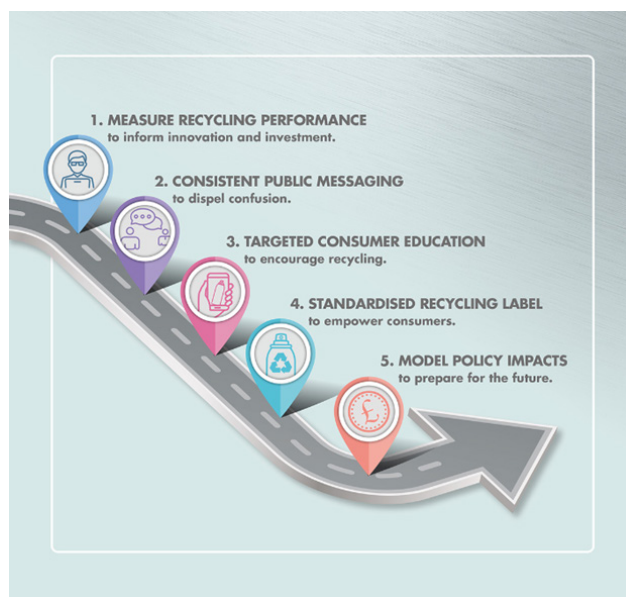 1. MEASURE RECYCLING PERFORMANCE
to inform innovation and investment.
2. CONSISTENT PUBLIC MESSAGING
to dispel confusion.
3. TARGETED CONSUMER EDUCATION
to encourage recycling.
4. STANDARDISED RECYCLING LABEL
to empower consumers.
5. MODEL POLICY IMPACTS
to prepare for the future.
£